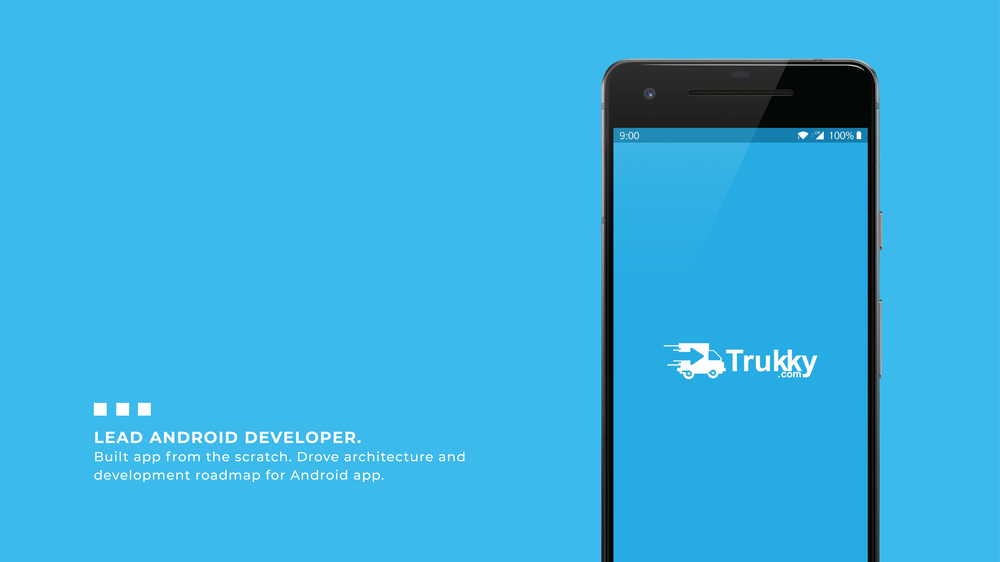 9:00 100%
Trukky
.com
LEAD ANDROID DEVELOPER.
Built app from the scratch. Drove architecture and
development roadmap for Android app.